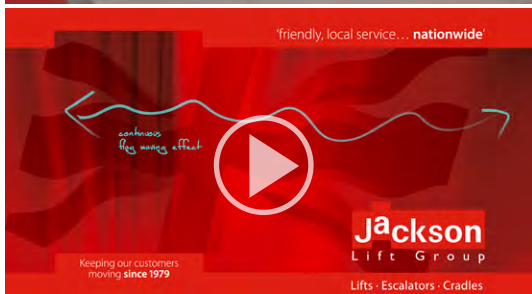 'friendly, local service... nationwide'
continuous
flag waving effect
Jackson
Lift Group
Keeping our customers
moving since 1979
Lifts · Escalators · Cradles